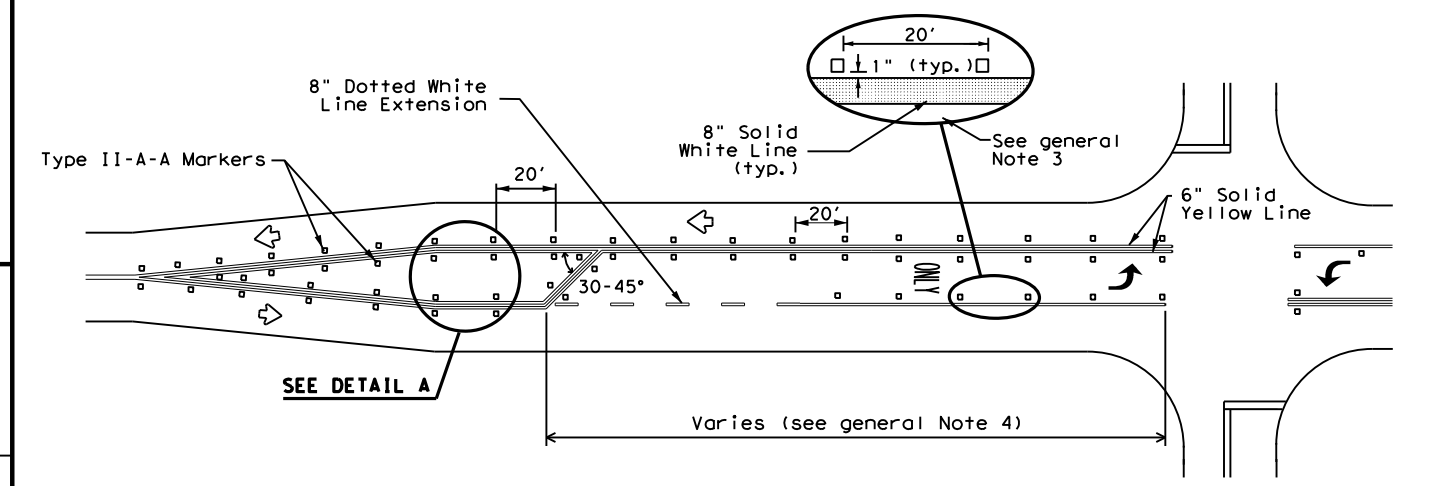 20'
1" (typ.)
8" Dotted White
Line Extension
8" Solid
White Line
(typ.)
See general
Note 3
Type II-A-A Markers
20'
6" Solid
Yellow Line
20'
ONLY
30-45°
SEE DETAIL A
Varies (see general Note 4)